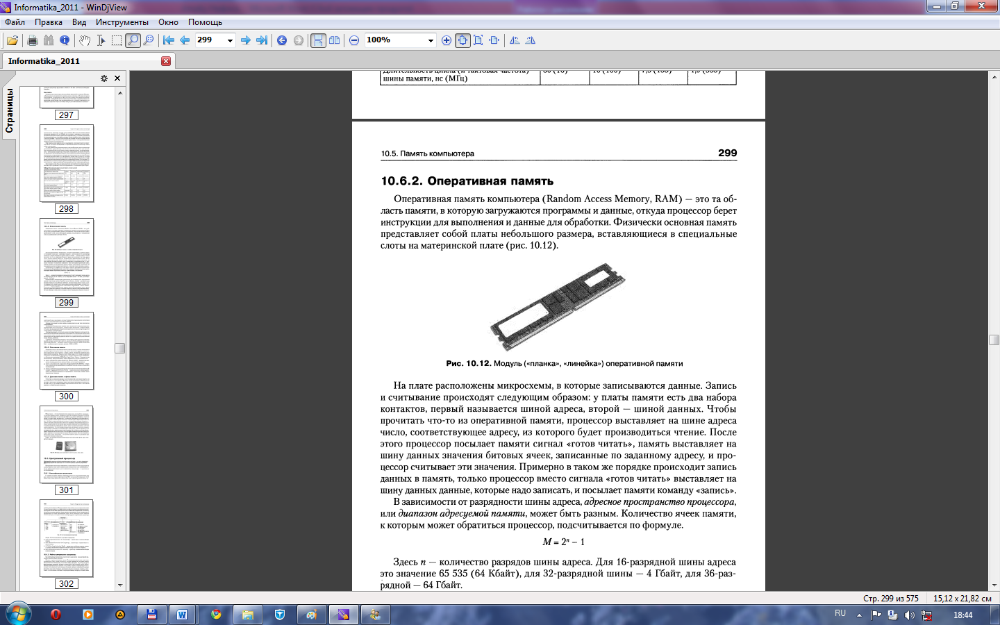 Informatika_2011 - WinDjView
Файл Правка Вид Инструменты Окно Помощь
299 100%
Informatika_2011
Страницы
297
298
299
300
301
302
Длительность цикла (и тактовая частота)
шины памяти, нс (МГц)
10.5. Память компьютера 299
10.6.2. Оперативная память
Оперативная память компьютера (Random Access Memory, RAM) — это та об-
ласть памяти, в которую загружаются программы и данные, откуда процессор берет
инструкции для выполнения и данные для обработки. Физически основная память
представляет собой платы небольшого размера, вставляющиеся в специальные
слоты на материнской плате (рис. 10.12).
Рис. 10.12. Модуль («планка», «линейка») оперативной памяти
На плате расположены микросхемы, в которые записываются данные. Запись
и считывание происходят следующим образом: у платы памяти есть два набора
контактов, первый называется шиной адреса, второй — шиной данных. Чтобы
прочитать что-то из оперативной памяти, процессор выставляет на шине адреса
число, соответствующее адресу, из которого будет производиться чтение. После
этого процессор посылает памяти сигнал «готов читать», память выставляет на
шину данных значения битовых ячеек, записанные по заданному адресу, и про-
цессор считывает эти значения. Примерно в таком же порядке происходит запись
данных в память, только процессор вместо сигнала «готов читать» выставляет на
шину данных данные, которые надо записать, и посылает памяти команду «запись».
В зависимости от разрядности шины адреса, адресное пространство процессора,
или диапазон адресуемой памяти, может быть разным. Количество ячеек памяти,
к которым может обратиться процессор, подсчитывается по формуле.
M = 2ⁿ − 1
Здесь n — количество разрядов шины адреса. Для 16-разрядной шины адреса
это значение 65 535 (64 Кбайт), для 32-разрядной шины — 4 Гбайт, для 36-раз-
рядной — 64 Гбайт.
Стр. 299 из 575 15,12 x 21,82 см
RU 18:44